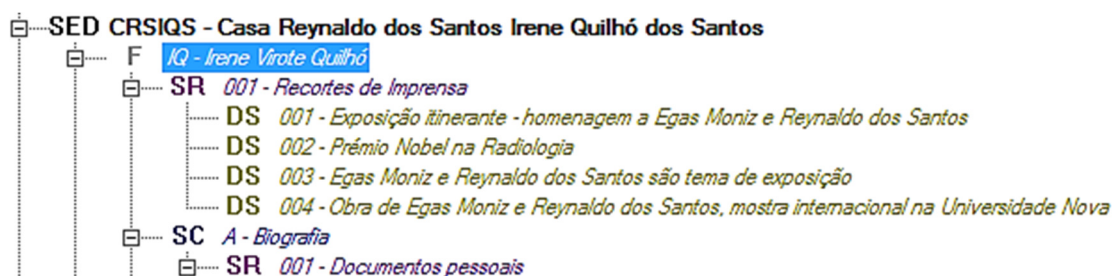 SED CRSIQS - Casa Reynaldo dos Santos Irene Quilhó dos Santos
F IQ - Irene Virote Quilhó
SR 001 - Recortes de Imprensa
DS 001 - Exposição itinerante - homenagem a Egas Moniz e Reynaldo dos Santos
DS 002 - Prémio Nobel na Radiologia
DS 003 - Egas Moniz e Reynaldo dos Santos são tema de exposição
DS 004 - Obra de Egas Moniz e Reynaldo dos Santos, mostra internacional na Universidade Nova
SC A - Biografia
SR 001 - Documentos pessoais